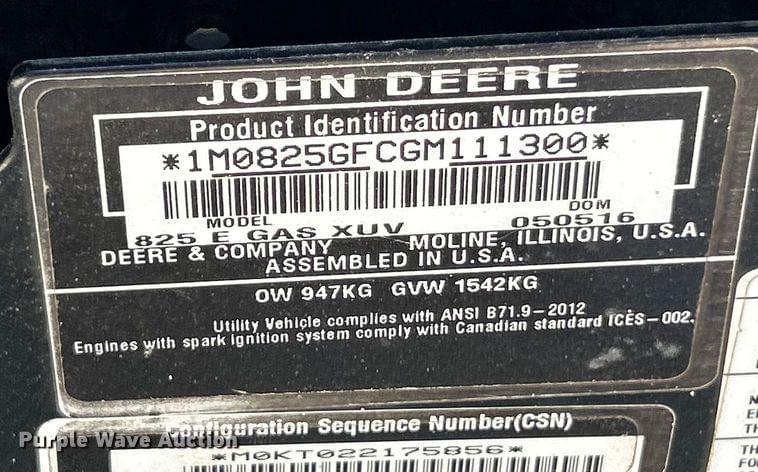 JOHN DEERE
Product Identification Number
*1M0825GFCGM111300*
MODEL DOM
825 E GAS XUV 050516
DEERE & COMPANY MOLINE, ILLINOIS, U.S.A.
ASSEMBLED IN U.S.A.
OW 947KG GVW 1542KG
Utility Vehicle complies with ANSI B71.9-2012
Engines with spark ignition system comply with Canadian standard ICES-002.
Configuration Sequence Number(CSN)
*M0KT022175856*
Purple Wave Auction